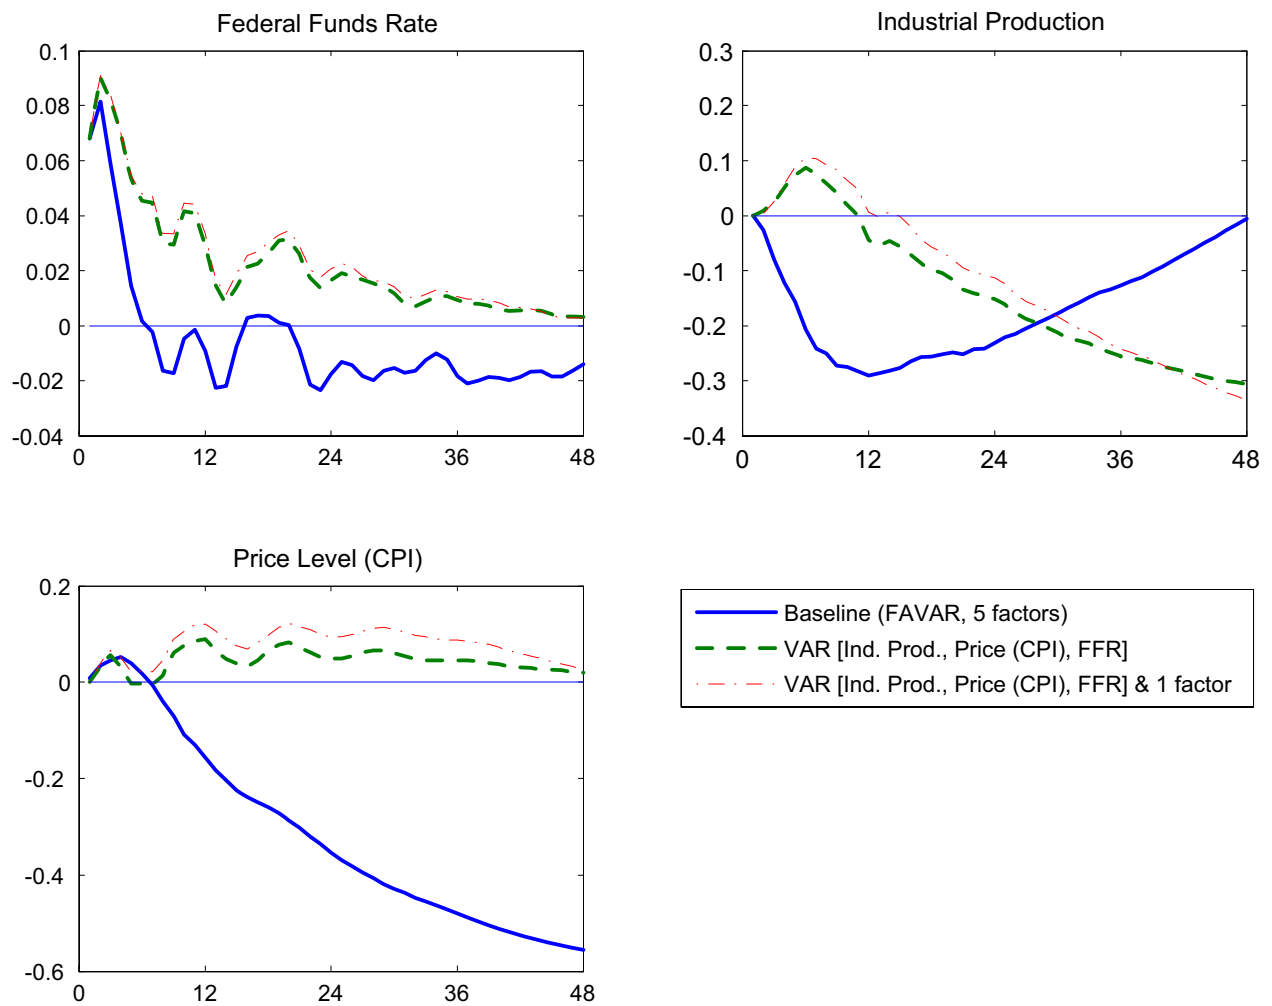 Federal Funds Rate
0.1
0.08
0.06
0.04
0.02
0
-0.02
-0.04
0 12 24 36 48
Industrial Production
0.3
0.2
0.1
0
-0.1
-0.2
-0.3
-0.4
0 12 24 36 48
Price Level (CPI)
0.2
0
-0.2
-0.4
-0.6
0 12 24 36 48
Baseline (FAVAR, 5 factors)
VAR [Ind. Prod., Price (CPI), FFR]
VAR [Ind. Prod., Price (CPI), FFR] & 1 factor